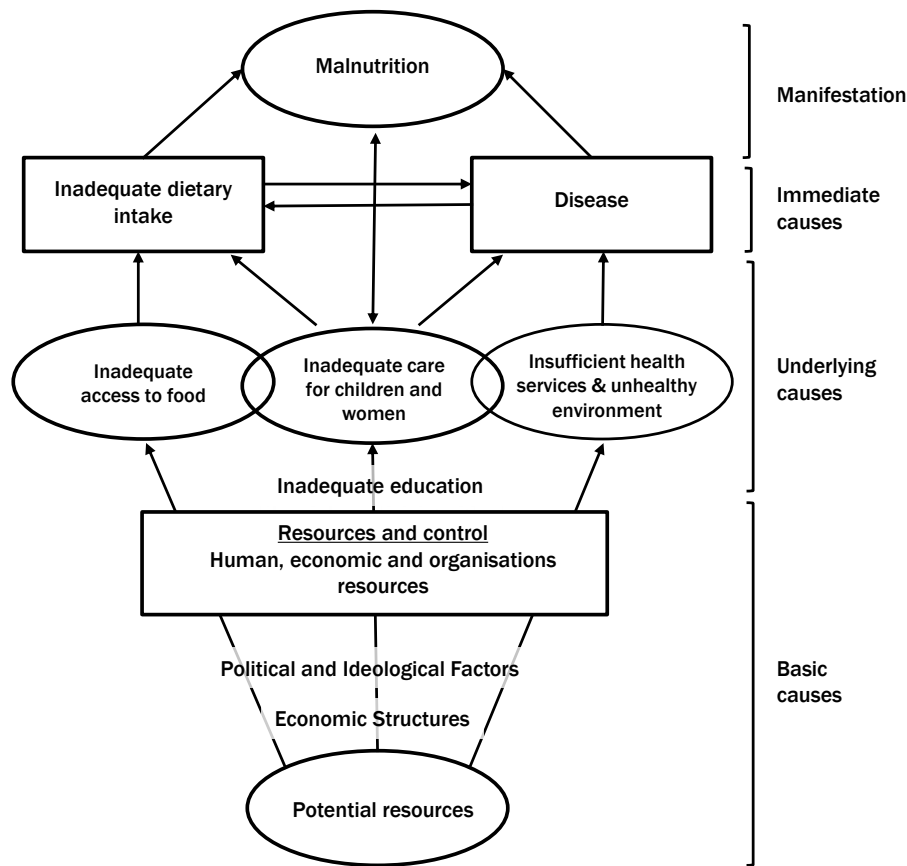 Malnutrition
Manifestation
Inadequate dietary
intake
Disease
Immediate
causes
Inadequate
access to food
Inadequate care
for children and
women
Insufficient health
services & unhealthy
environment
Underlying
causes
Inadequate education
Resources and control
Human, economic and organisations
resources
Political and Ideological Factors
Economic Structures
Basic
causes
Potential resources